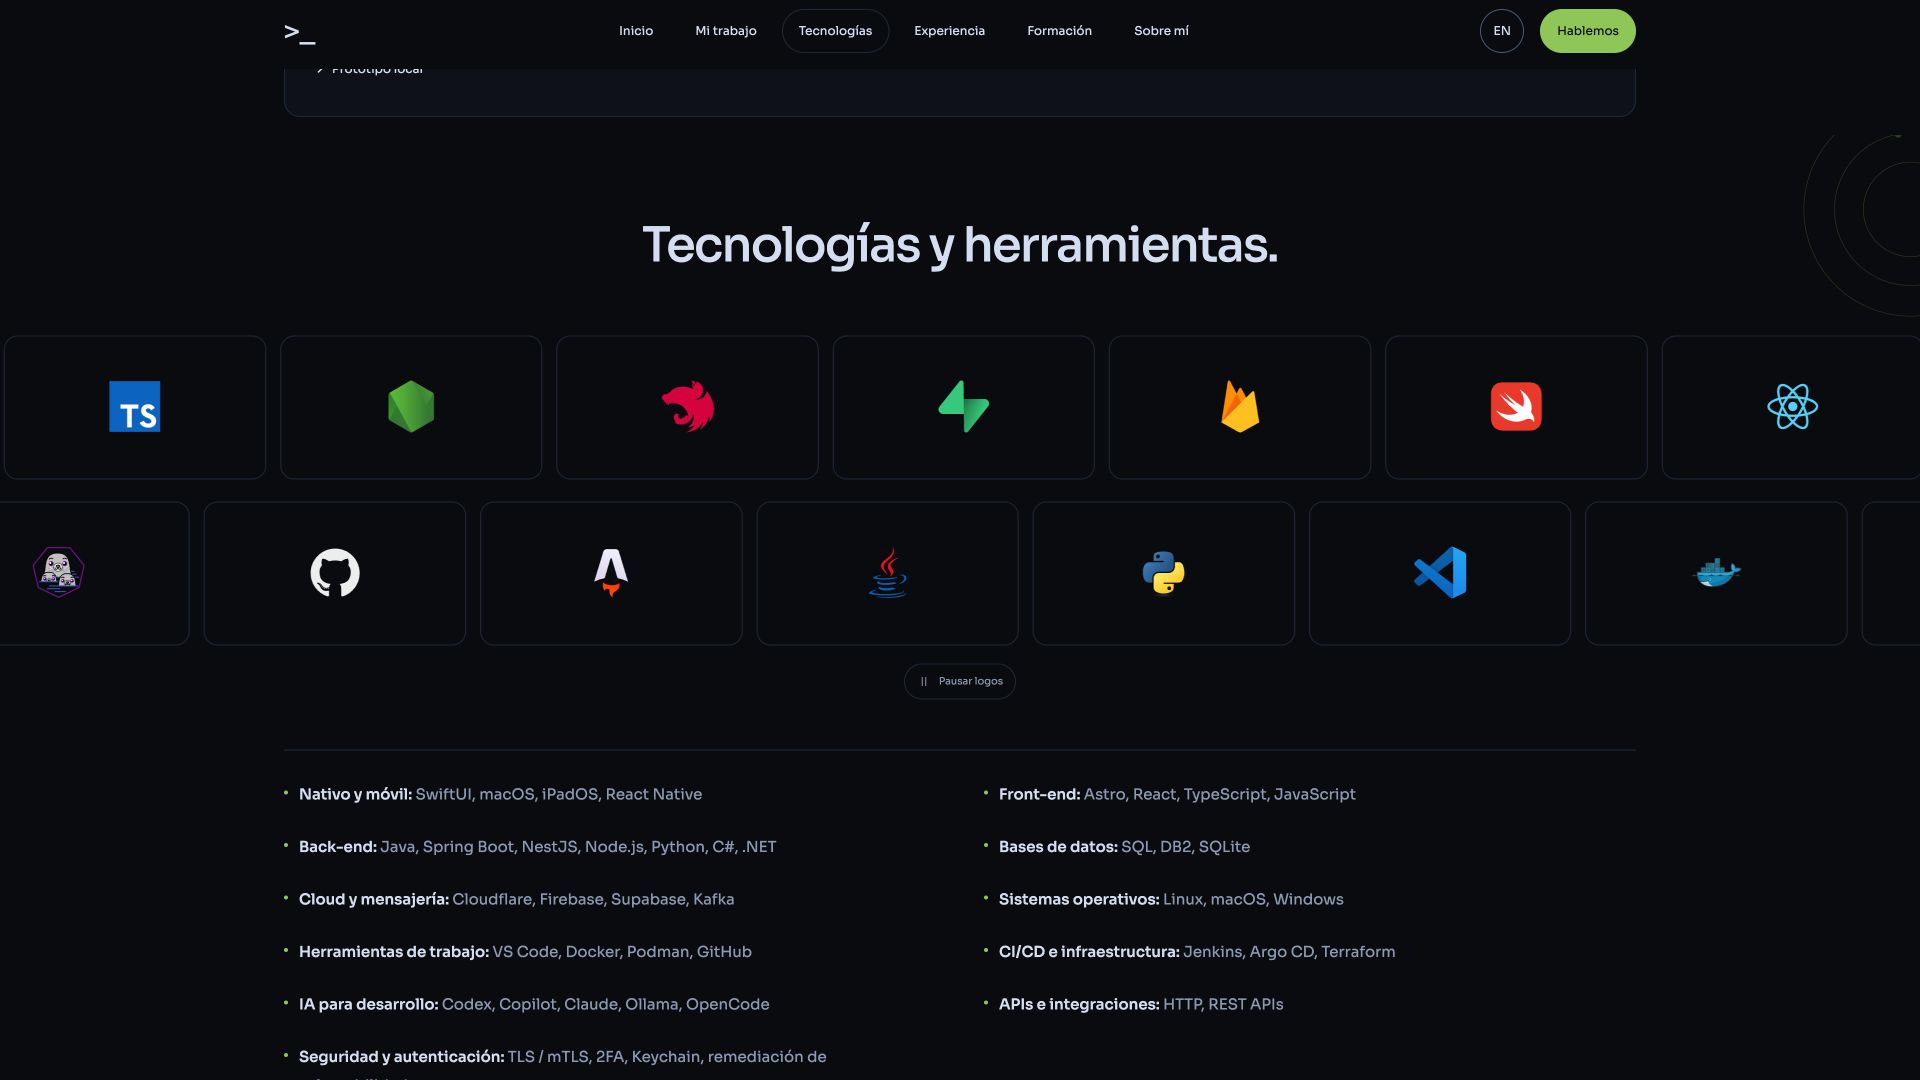 >_
Inicio
Mi trabajo
Tecnologías
Experiencia
Formación
Sobre mí
EN
Hablemos
Prototipo local
Tecnologías y herramientas.
TS
Pausar logos
Nativo y móvil: SwiftUI, macOS, iPadOS, React Native
Front-end: Astro, React, TypeScript, JavaScript
Back-end: Java, Spring Boot, NestJS, Node.js, Python, C#, .NET
Bases de datos: SQL, DB2, SQLite
Cloud y mensajería: Cloudflare, Firebase, Supabase, Kafka
Sistemas operativos: Linux, macOS, Windows
Herramientas de trabajo: VS Code, Docker, Podman, GitHub
CI/CD e infraestructura: Jenkins, Argo CD, Terraform
IA para desarrollo: Codex, Copilot, Claude, Ollama, OpenCode
APIs e integraciones: HTTP, REST APIs
Seguridad y autenticación: TLS / mTLS, 2FA, Keychain, remediación de